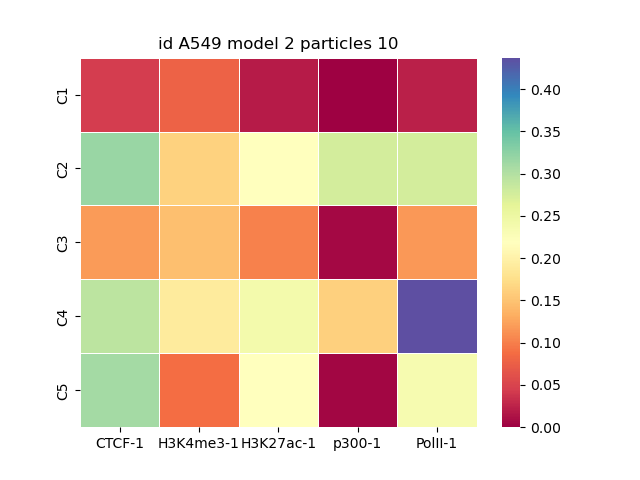 id A549 model 2 particles 10
C1
C2
C3
C4
C5
CTCF-1 H3K4me3-1 H3K27ac-1 p300-1 PolII-1
0.40
0.35
0.30
0.25
0.20
0.15
0.10
0.05
0.00